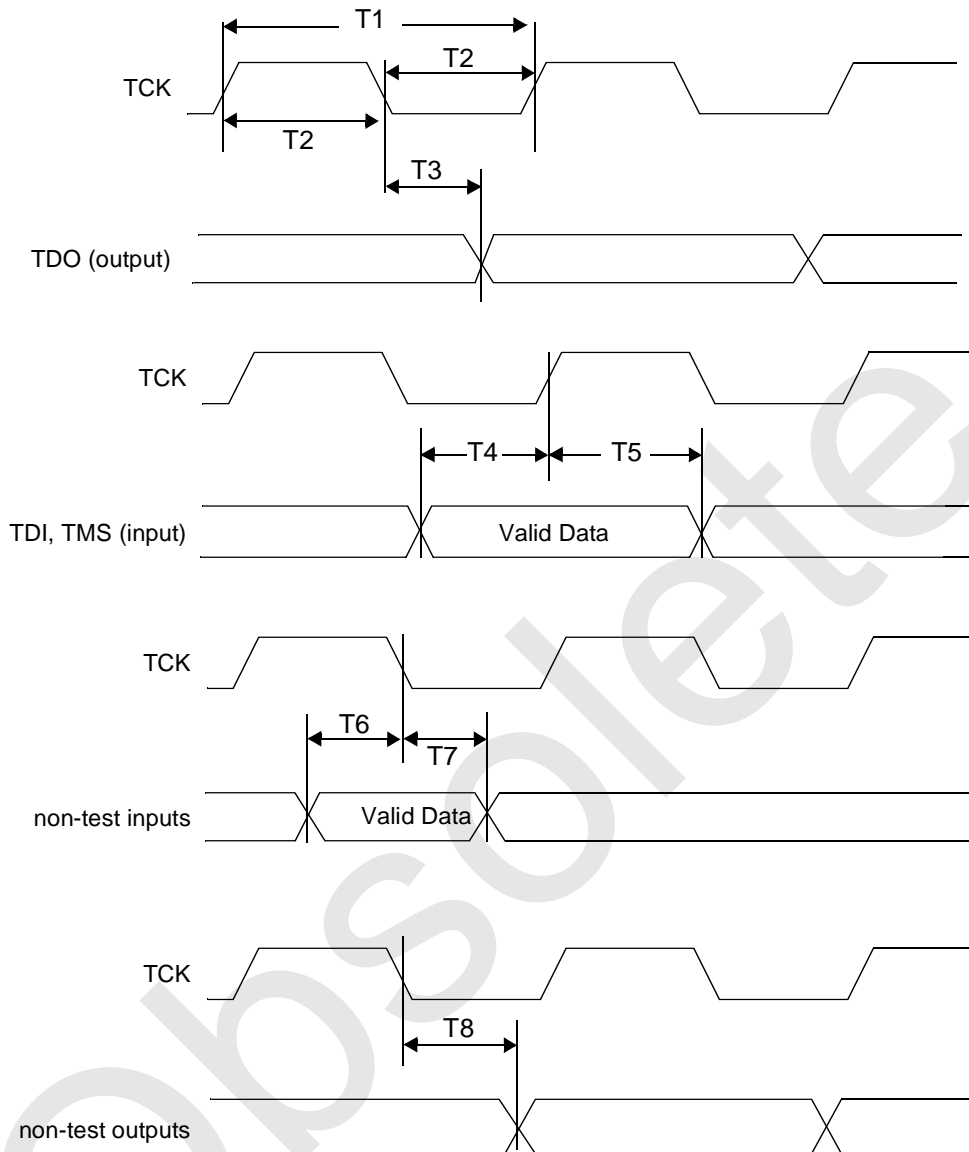 T1
T2
TCK
T2
T3
TDO (output)
TCK
T4
T5
TDI, TMS (input)
Valid Data
TCK
T6
T7
non-test inputs
Valid Data
TCK
T8
non-test outputs
Obsolete